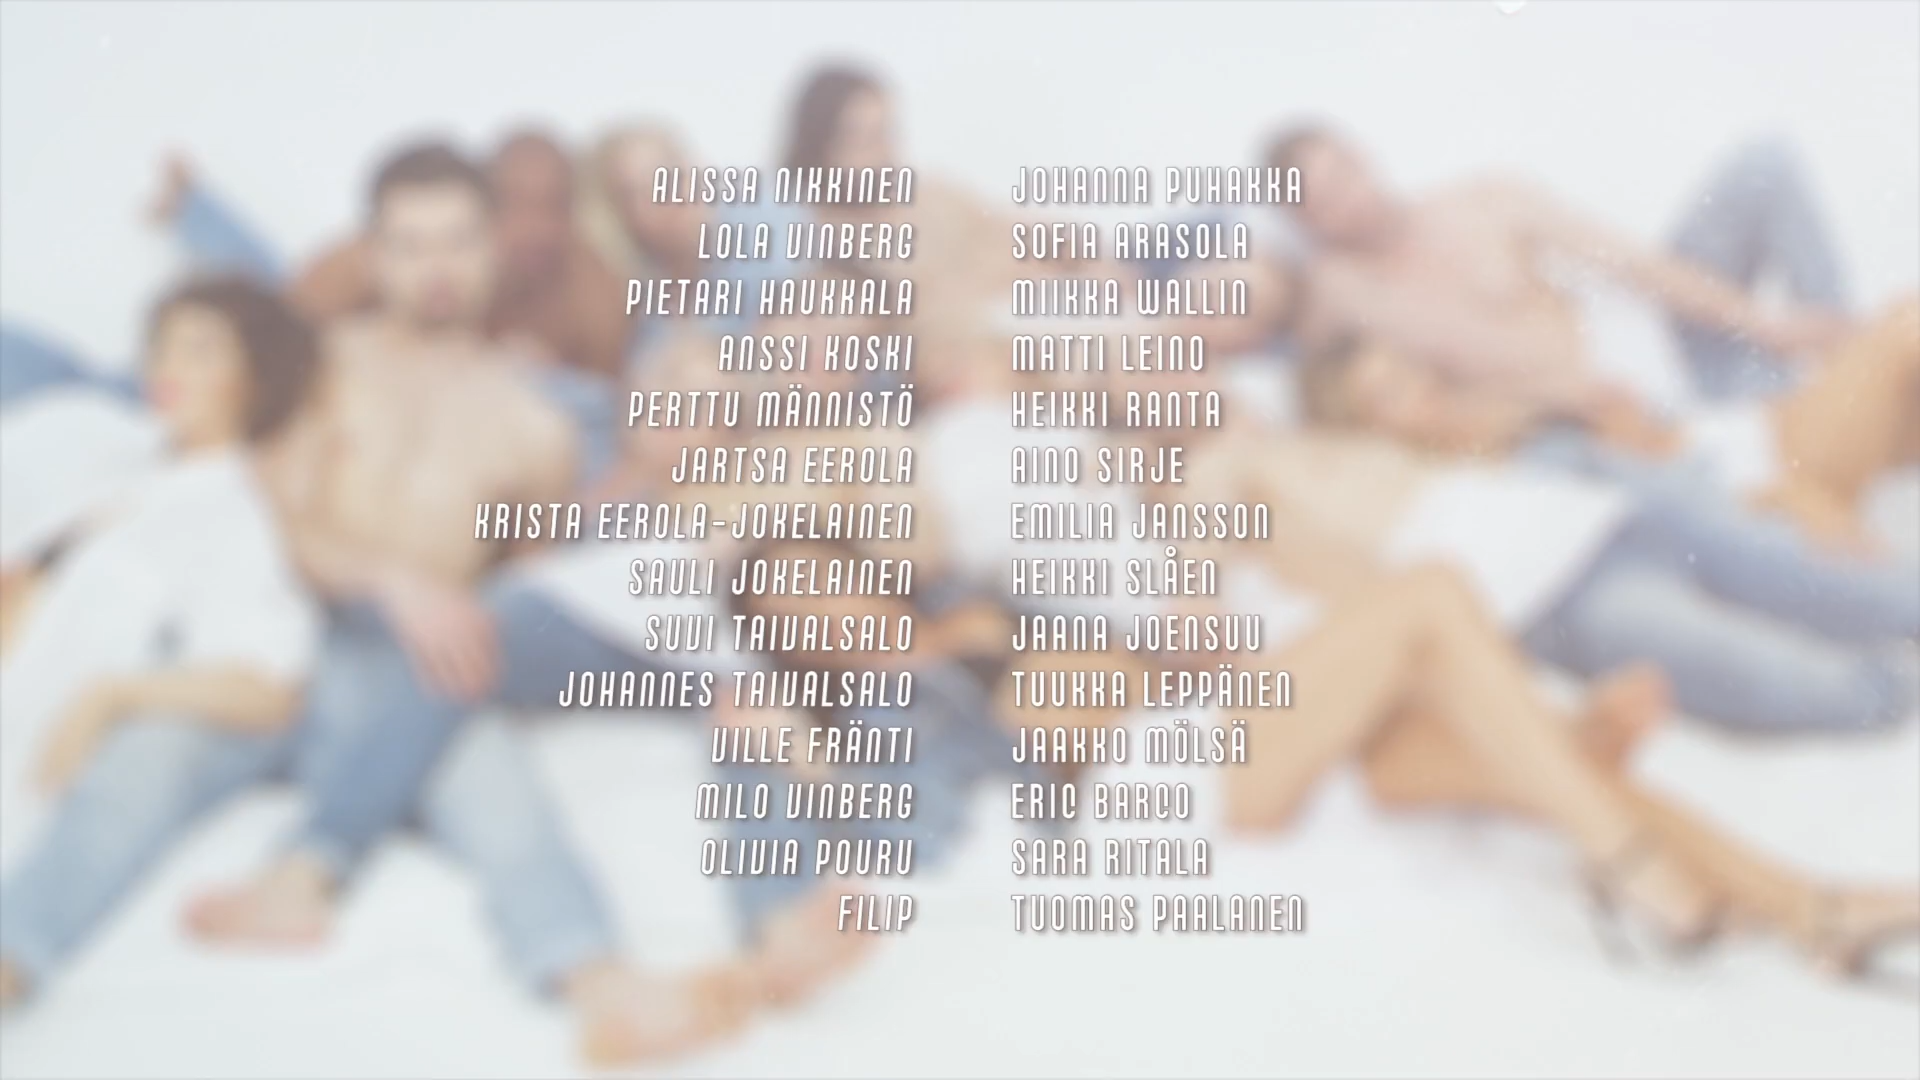 ALISSA NIKKINEN JOHANNA PUHAKKA
LOLA VINBERG SOFIA ARASOLA
PIETARI HAUKKALA MIIKKA WALLIN
ANSSI KOSKI MATTI LEINO
PERTTU MÄNNISTÖ HEIKKI RANTA
JARTSA EEROLA AINO SIRJE
KRISTA EEROLA-JOKELAINEN EMILIA JANSSON
SAULI JOKELAINEN HEIKKI SLÅEN
SUVI TAIVALSALO JAANA JOENSUU
JOHANNES TAIVALSALO TUUKKA LEPPÄNEN
VILLE FRÄNTI JAAKKO MÖLSÄ
MILO VINBERG ERIC BARCO
OLIVIA POURU SARA RITALA
FILIP TUOMAS PAALANEN